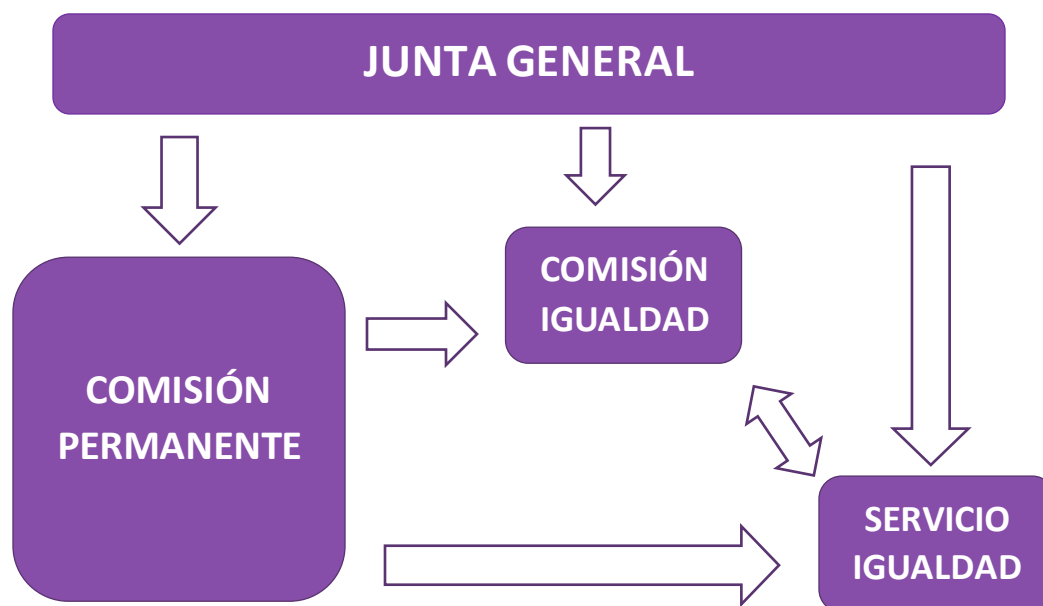 JUNTA GENERAL
COMISIÓN
IGUALDAD
COMISIÓN
PERMANENTE
SERVICIO
IGUALDAD